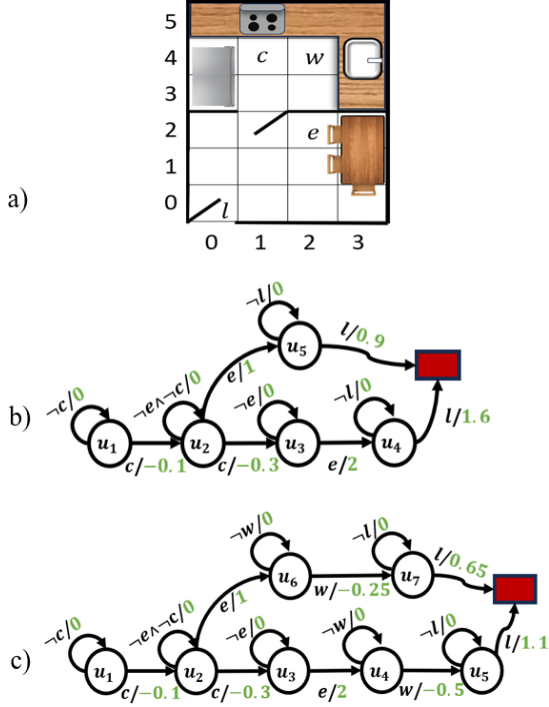 a)
5
4 c w
3
2 e
1
0 l
0 1 2 3
b)
¬l/0
u₅
l/0.9
e/1
¬c/0
¬e∧¬c/0
¬e/0
¬l/0
u₁
u₂
u₃
u₄
c/−0.1
c/−0.3
e/2
l/1.6
c)
¬w/0
¬l/0
u₆
u₇
w/−0.25
l/0.65
e/1
¬c/0
¬e∧¬c/0
¬e/0
¬w/0
¬l/0
u₁
u₂
u₃
u₄
u₅
c/−0.1
c/−0.3
e/2
w/−0.5
l/1.1